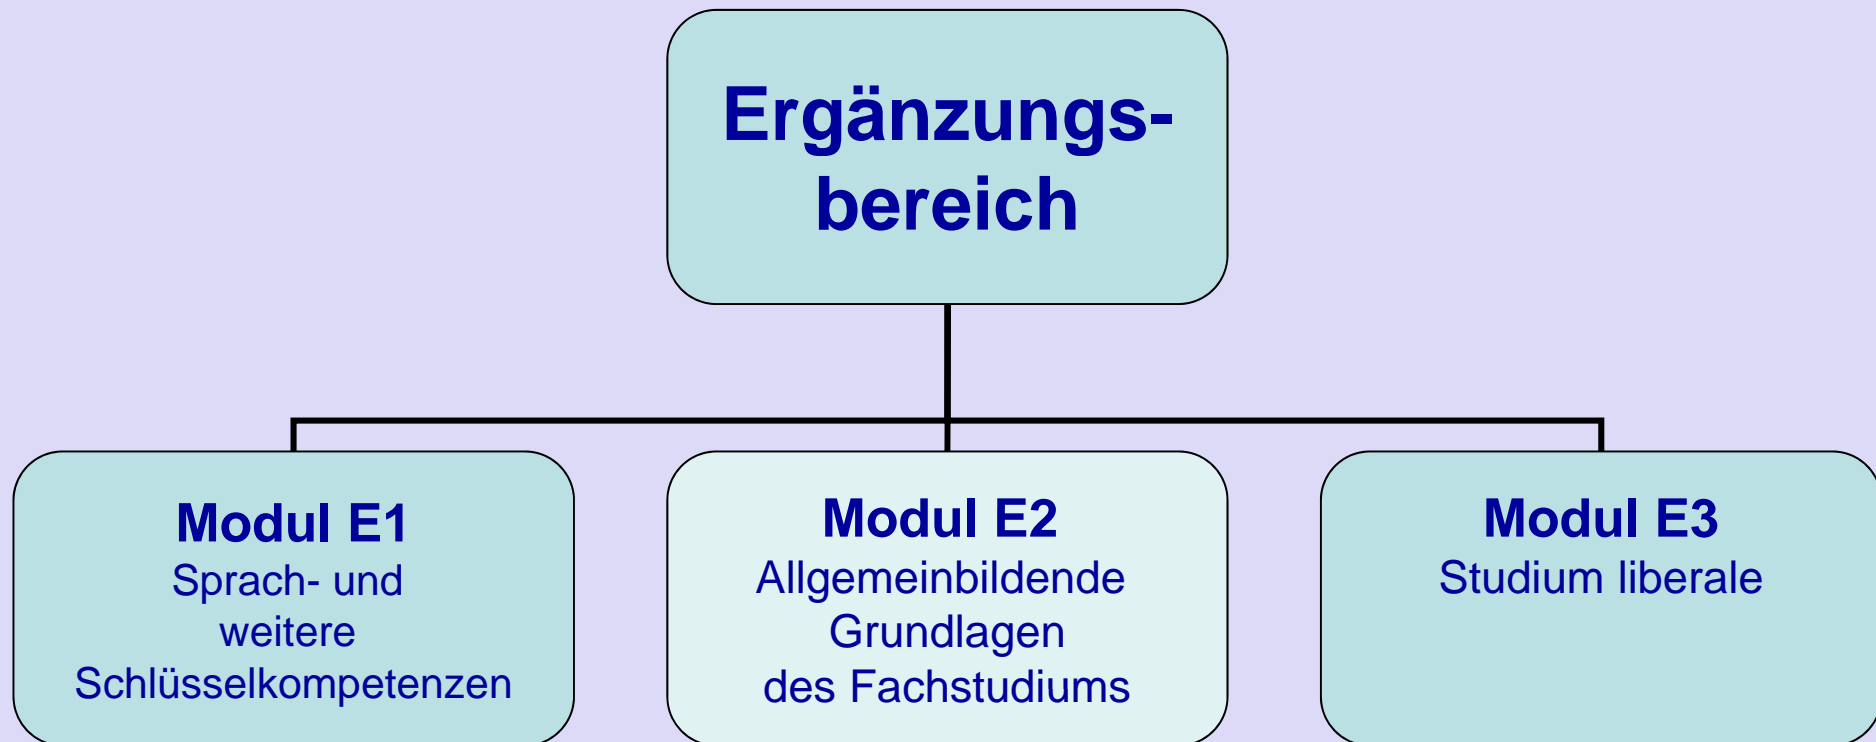 Ergänzungs-
bereich
Modul E1
Sprach- und
weitere
Schlüsselkompetenzen
Modul E2
Allgemeinbildende
Grundlagen
des Fachstudiums
Modul E3
Studium liberale